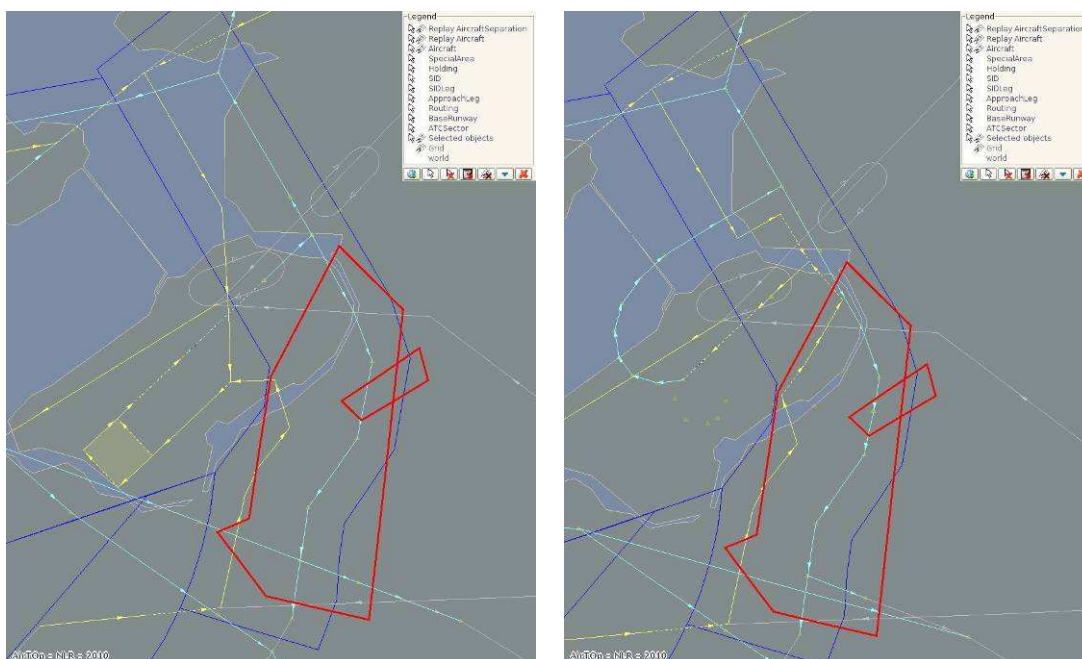 Legend
Replay AircraftSeparation
Replay Aircraft
Aircraft
SpecialArea
Holding
SID
SIDLeg
ApproachLeg
Routing
BaseRunway
ATCSector
Selected objects
Grid
world
AirTOp - NLR - 2010
Legend
Replay AircraftSeparation
Replay Aircraft
Aircraft
SpecialArea
Holding
SID
SIDLeg
ApproachLeg
Routing
BaseRunway
ATCSector
Selected objects
Grid
world
AirTOp - NLR - 2010